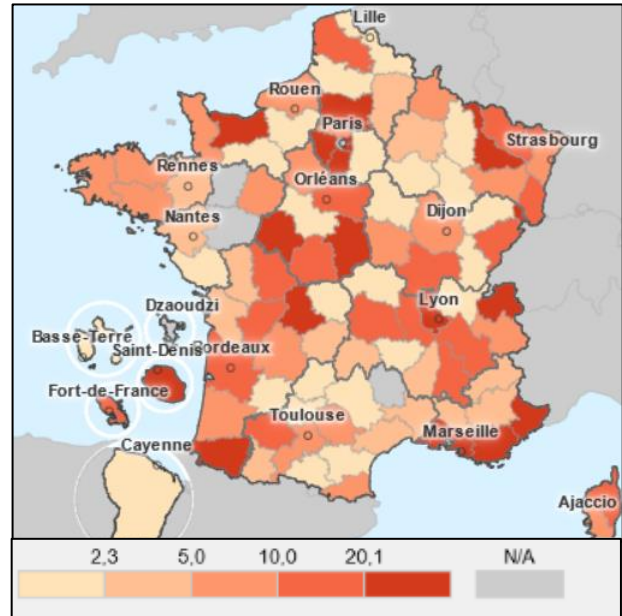 Lille
Rouen
Paris
Strasbourg
Rennes
Orléans
Nantes
Dijon
Dzaoudzi
Lyon
Basse-Terre
Saint-Denis
Bordeaux
Fort-de-France
Toulouse
Marseille
Cayenne
Ajaccio
2,3 5,0 10,0 20,1 N/A